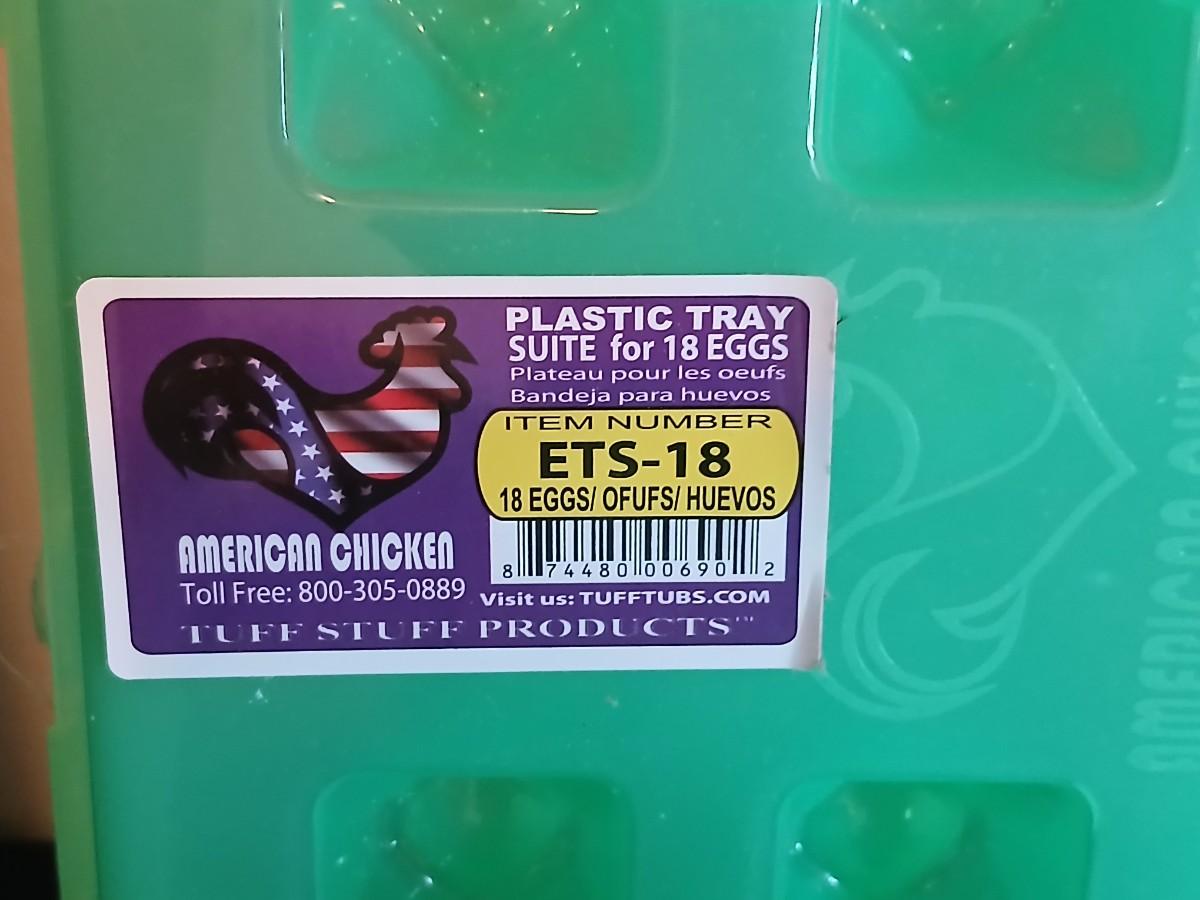 PLASTIC TRAY
SUITE for 18 EGGS
Plateau pour les oeufs
Bandeja para huevos
ITEM NUMBER
ETS-18
18 EGGS/ OFUFS/ HUEVOS
8 74480 00690 2
AMERICAN CHICKEN
Toll Free: 800-305-0889
Visit us: TUFFTUBS.COM
TUFF STUFF PRODUCTS™
AMERICAN